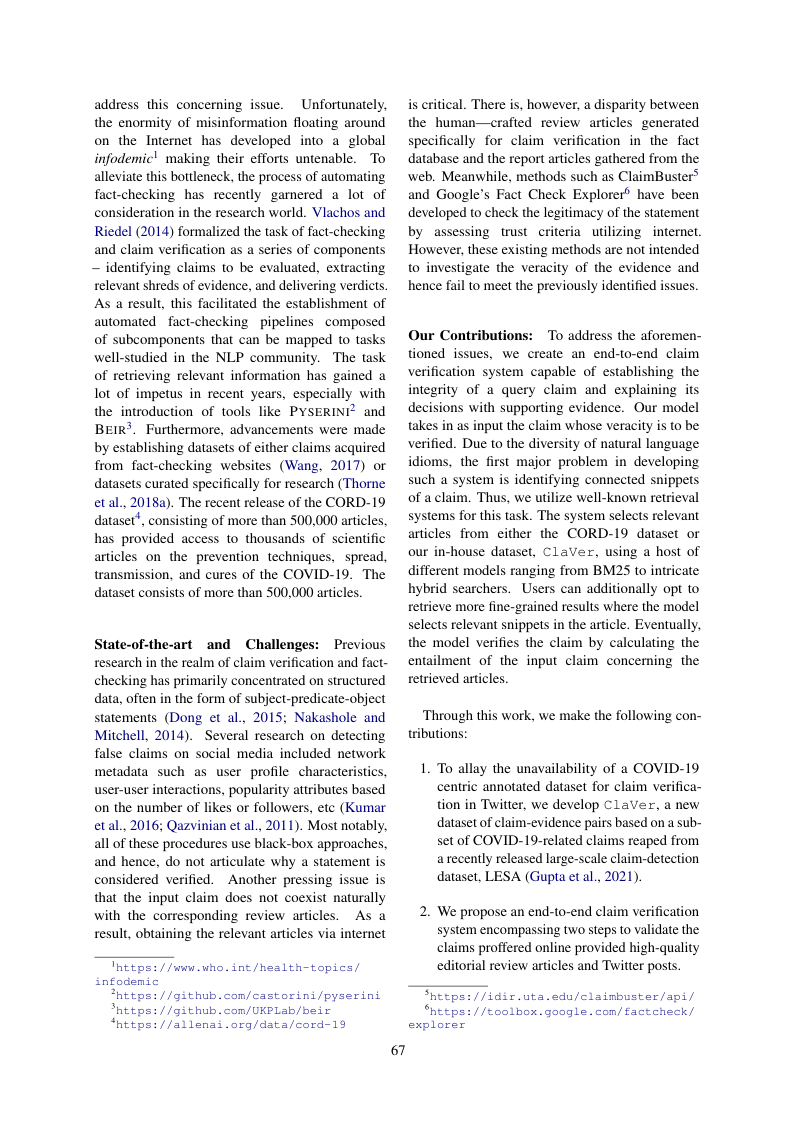 address this concerning issue. Unfortunately,
the enormity of misinformation floating around
on the Internet has developed into a global
infodemic1 making their efforts untenable. To
alleviate this bottleneck, the process of automating
fact-checking has recently garnered a lot of
consideration in the research world. Vlachos and
Riedel (2014) formalized the task of fact-checking
and claim verification as a series of components
– identifying claims to be evaluated, extracting
relevant shreds of evidence, and delivering verdicts.
As a result, this facilitated the establishment of
automated fact-checking pipelines composed
of subcomponents that can be mapped to tasks
well-studied in the NLP community. The task
of retrieving relevant information has gained a
lot of impetus in recent years, especially with
the introduction of tools like PYSERINI2 and
BEIR3. Furthermore, advancements were made
by establishing datasets of either claims acquired
from fact-checking websites (Wang, 2017) or
datasets curated specifically for research (Thorne
et al., 2018a). The recent release of the CORD-19
dataset4, consisting of more than 500,000 articles,
has provided access to thousands of scientific
articles on the prevention techniques, spread,
transmission, and cures of the COVID-19. The
dataset consists of more than 500,000 articles.
State-of-the-art and Challenges: Previous
research in the realm of claim verification and fact-
checking has primarily concentrated on structured
data, often in the form of subject-predicate-object
statements (Dong et al., 2015; Nakashole and
Mitchell, 2014). Several research on detecting
false claims on social media included network
metadata such as user profile characteristics,
user-user interactions, popularity attributes based
on the number of likes or followers, etc (Kumar
et al., 2016; Qazvinian et al., 2011). Most notably,
all of these procedures use black-box approaches,
and hence, do not articulate why a statement is
considered verified. Another pressing issue is
that the input claim does not coexist naturally
with the corresponding review articles. As a
result, obtaining the relevant articles via internet
1https://www.who.int/health-topics/
infodemic
2https://github.com/castorini/pyserini
3https://github.com/UKPLab/beir
4https://allenai.org/data/cord-19
is critical. There is, however, a disparity between
the human—crafted review articles generated
specifically for claim verification in the fact
database and the report articles gathered from the
web. Meanwhile, methods such as ClaimBuster5
and Google's Fact Check Explorer6 have been
developed to check the legitimacy of the statement
by assessing trust criteria utilizing internet.
However, these existing methods are not intended
to investigate the veracity of the evidence and
hence fail to meet the previously identified issues.
Our Contributions: To address the aforemen-
tioned issues, we create an end-to-end claim
verification system capable of establishing the
integrity of a query claim and explaining its
decisions with supporting evidence. Our model
takes in as input the claim whose veracity is to be
verified. Due to the diversity of natural language
idioms, the first major problem in developing
such a system is identifying connected snippets
of a claim. Thus, we utilize well-known retrieval
systems for this task. The system selects relevant
articles from either the CORD-19 dataset or
our in-house dataset, ClaVer, using a host of
different models ranging from BM25 to intricate
hybrid searchers. Users can additionally opt to
retrieve more fine-grained results where the model
selects relevant snippets in the article. Eventually,
the model verifies the claim by calculating the
entailment of the input claim concerning the
retrieved articles.
Through this work, we make the following con-
tributions:
1. To allay the unavailability of a COVID-19
centric annotated dataset for claim verifica-
tion in Twitter, we develop ClaVer, a new
dataset of claim-evidence pairs based on a sub-
set of COVID-19-related claims reaped from
a recently released large-scale claim-detection
dataset, LESA (Gupta et al., 2021).
2. We propose an end-to-end claim verification
system encompassing two steps to validate the
claims proffered online provided high-quality
editorial review articles and Twitter posts.
5https://idir.uta.edu/claimbuster/api/
6https://toolbox.google.com/factcheck/
explorer
67